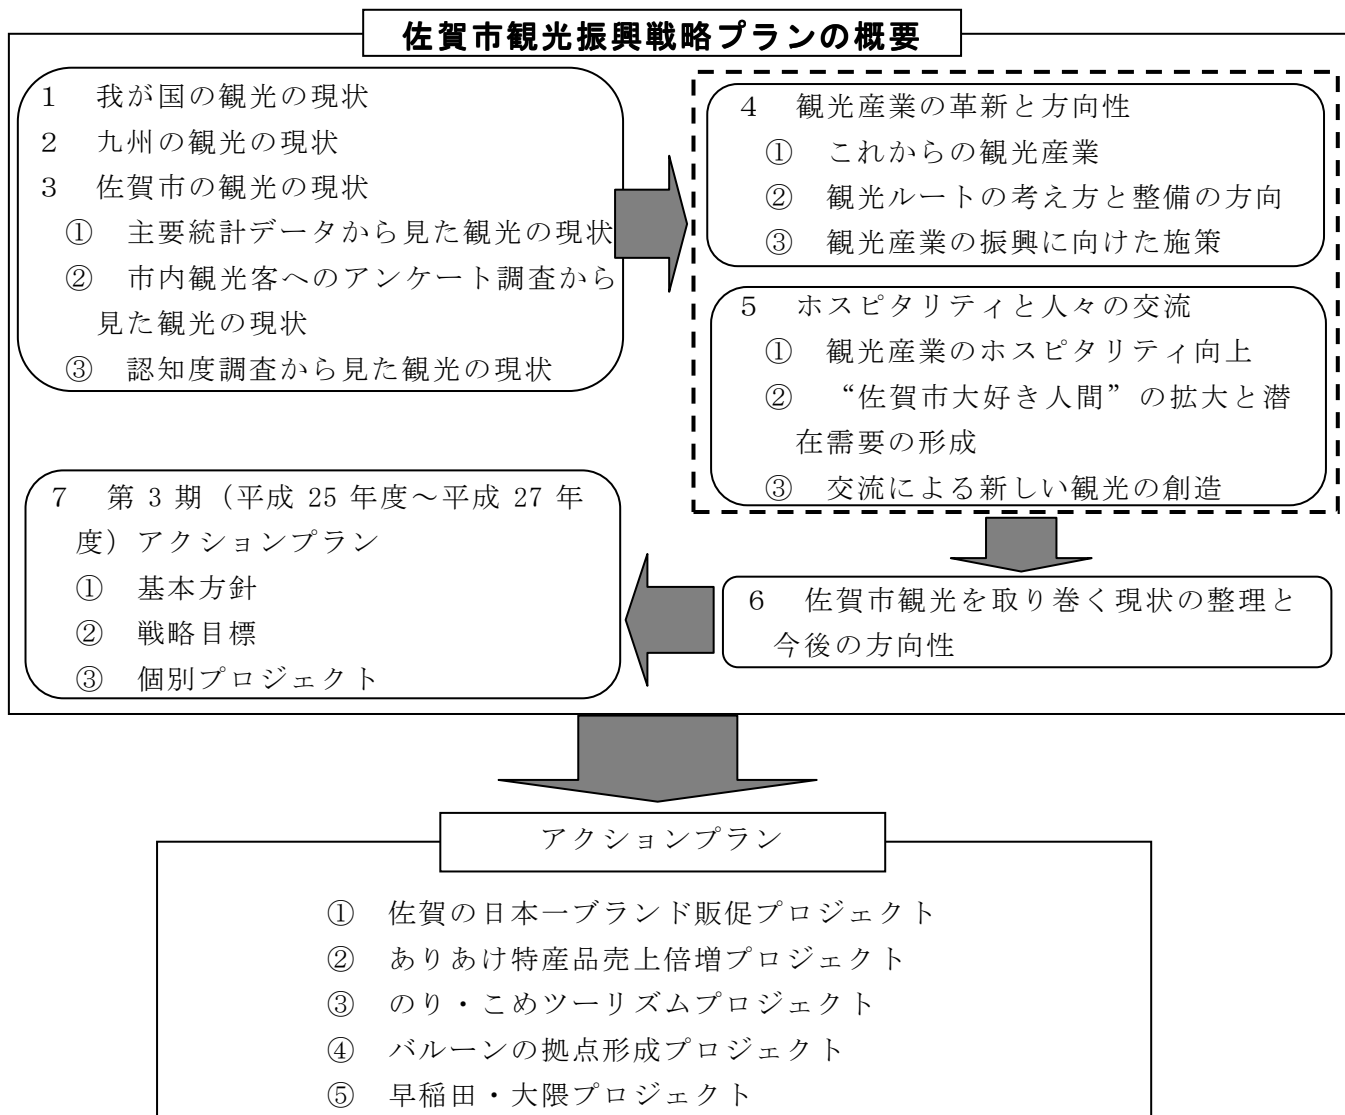 佐賀市観光振興戦略プランの概要
1　我が国の観光の現状
2　九州の観光の現状
3　佐賀市の観光の現状
①　主要統計データから見た観光の現状
②　市内観光客へのアンケート調査から
見た観光の現状
③　認知度調査から見た観光の現状
4　観光産業の革新と方向性
①　これからの観光産業
②　観光ルートの考え方と整備の方向
③　観光産業の振興に向けた施策
5　ホスピタリティと人々の交流
①　観光産業のホスピタリティ向上
②　“佐賀市大好き人間”の拡大と潜
在需要の形成
③　交流による新しい観光の創造
6　佐賀市観光を取り巻く現状の整理と
今後の方向性
7　第 3 期（平成 25 年度～平成 27 年
度）アクションプラン
①　基本方針
②　戦略目標
③　個別プロジェクト
アクションプラン
①　佐賀の日本一ブランド販促プロジェクト
②　ありあけ特産品売上倍増プロジェクト
③　のり・こめツーリズムプロジェクト
④　バルーンの拠点形成プロジェクト
⑤　早稲田・大隈プロジェクト